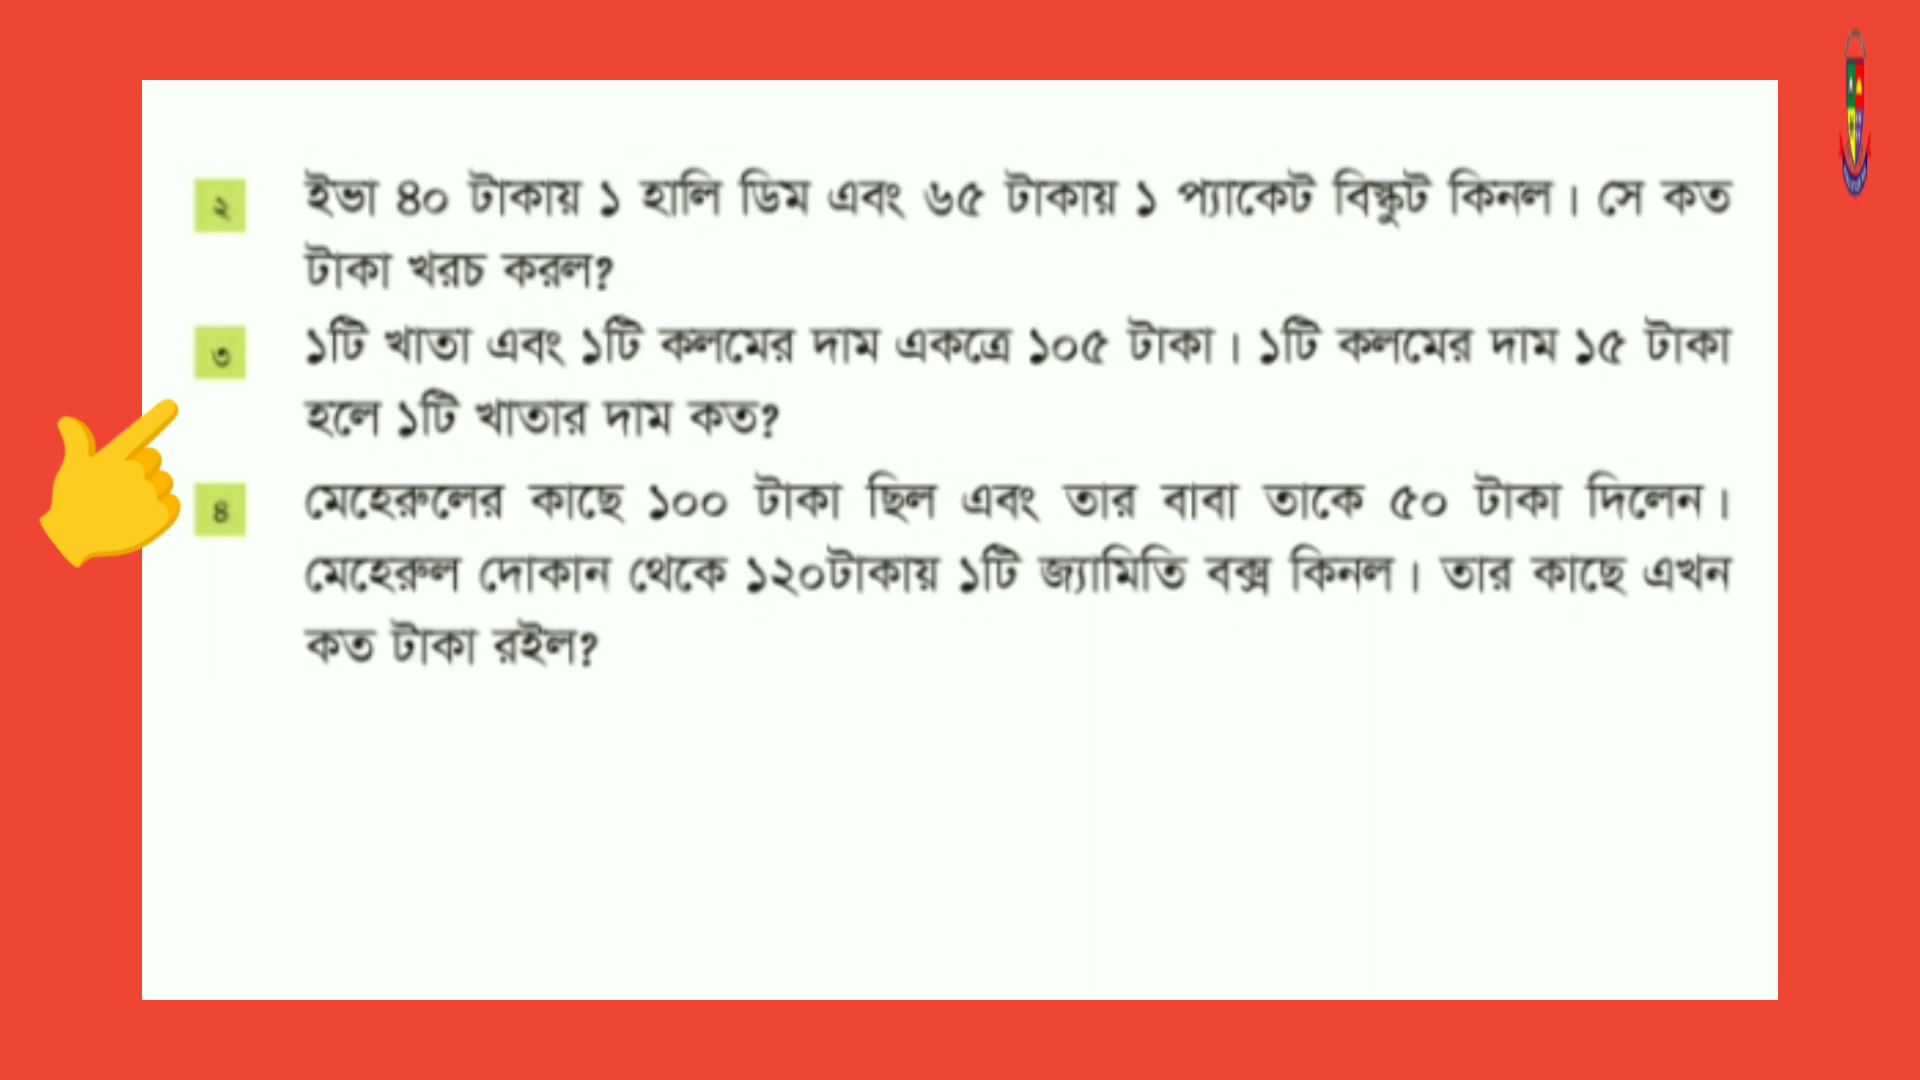 ২ ইভা ৪০ টাকায় ১ হালি ডিম এবং ৬৫ টাকায় ১ প্যাকেট বিস্কুট কিনল। সে কত
টাকা খরচ করল?
৩ ১টি খাতা এবং ১টি কলমের দাম একত্রে ১০৫ টাকা। ১টি কলমের দাম ১৫ টাকা
হলে ১টি খাতার দাম কত?
৪ মেহেরুলের কাছে ১০০ টাকা ছিল এবং তার বাবা তাকে ৫০ টাকা দিলেন।
মেহেরুল দোকান থেকে ১২০টাকায় ১টি জ্যামিতি বক্স কিনল। তার কাছে এখন
কত টাকা রইল?